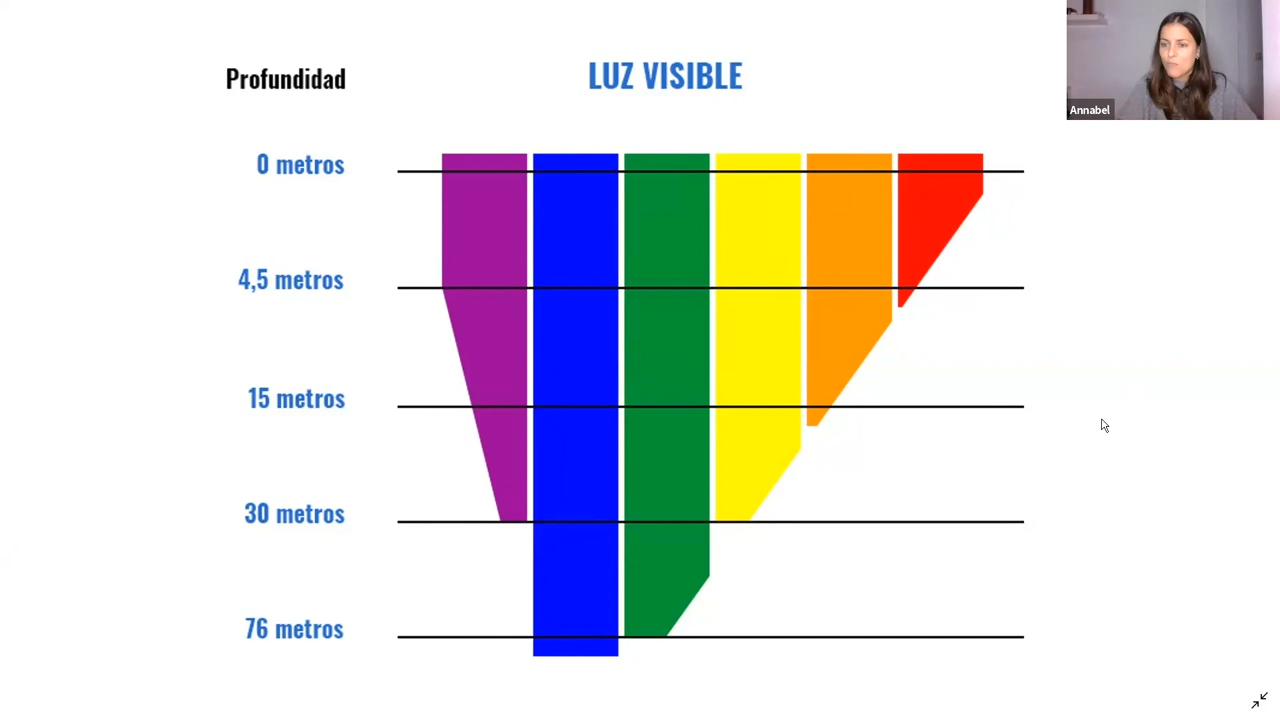 Profundidad
LUZ VISIBLE
Annabel
0 metros
4,5 metros
15 metros
30 metros
76 metros